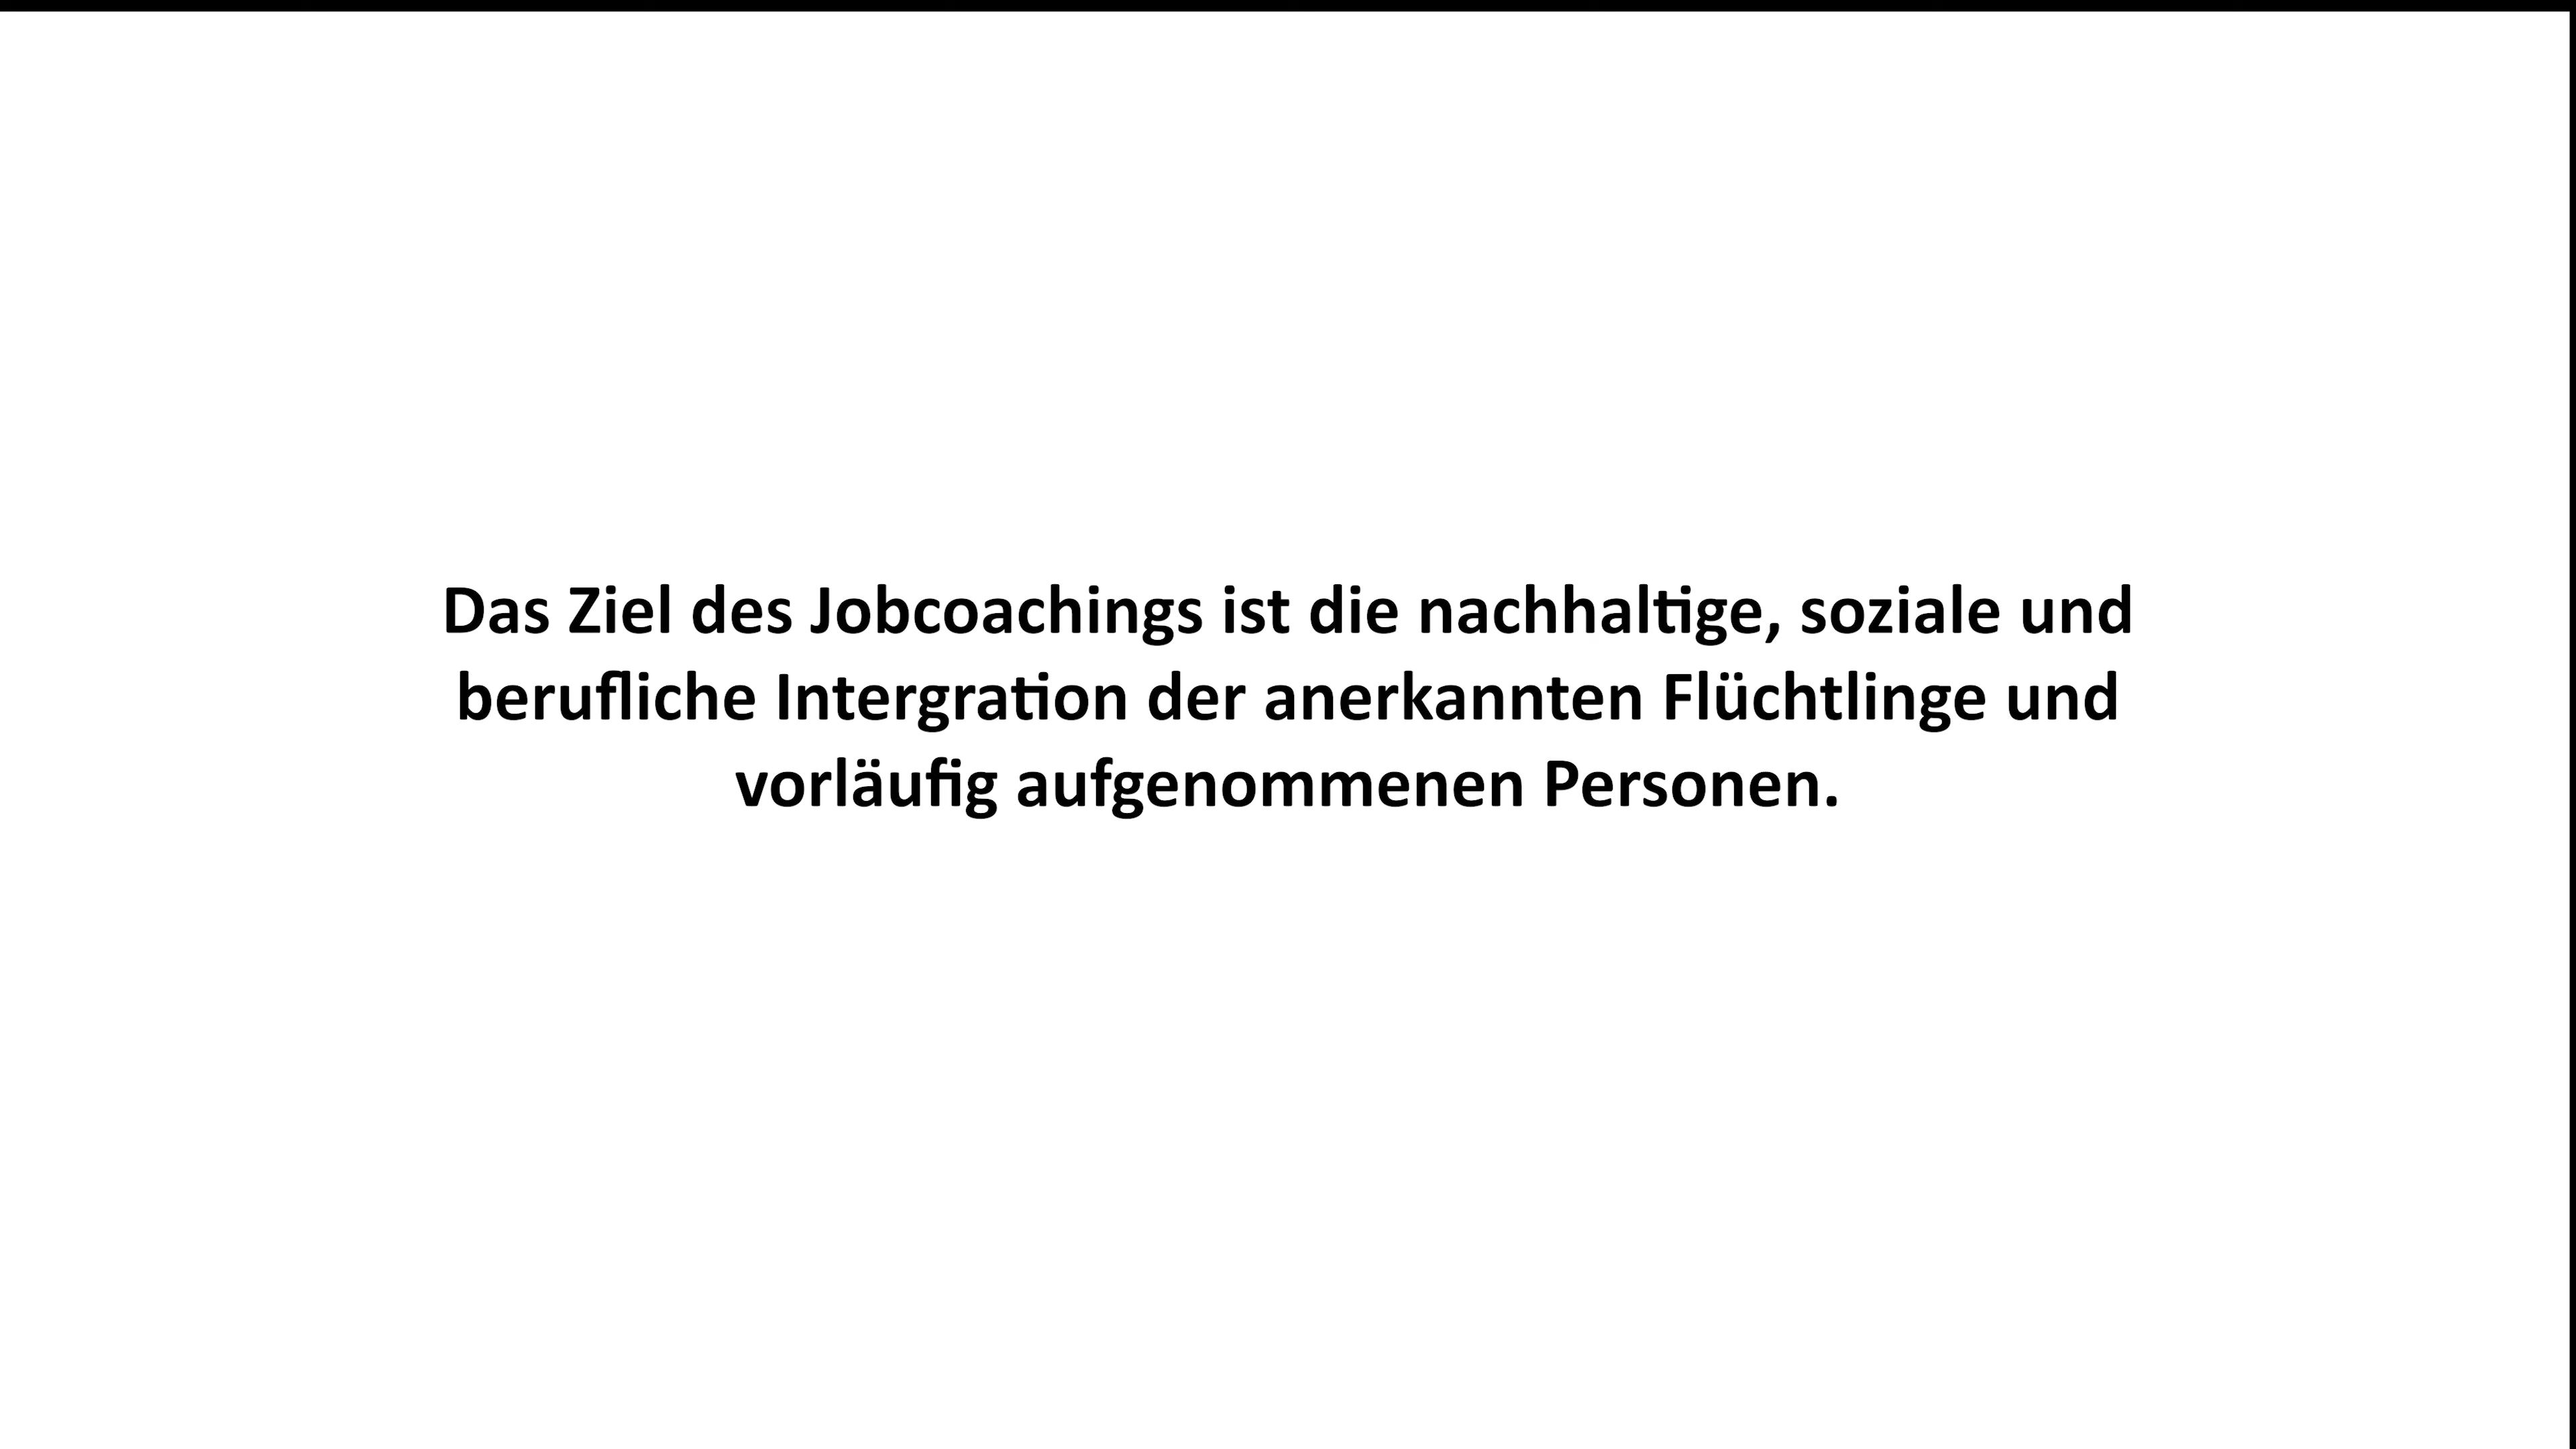 Das Ziel des Jobcoachings ist die nachhaltige, soziale und
berufliche Intergration der anerkannten Flüchtlinge und
vorläufig aufgenommenen Personen.